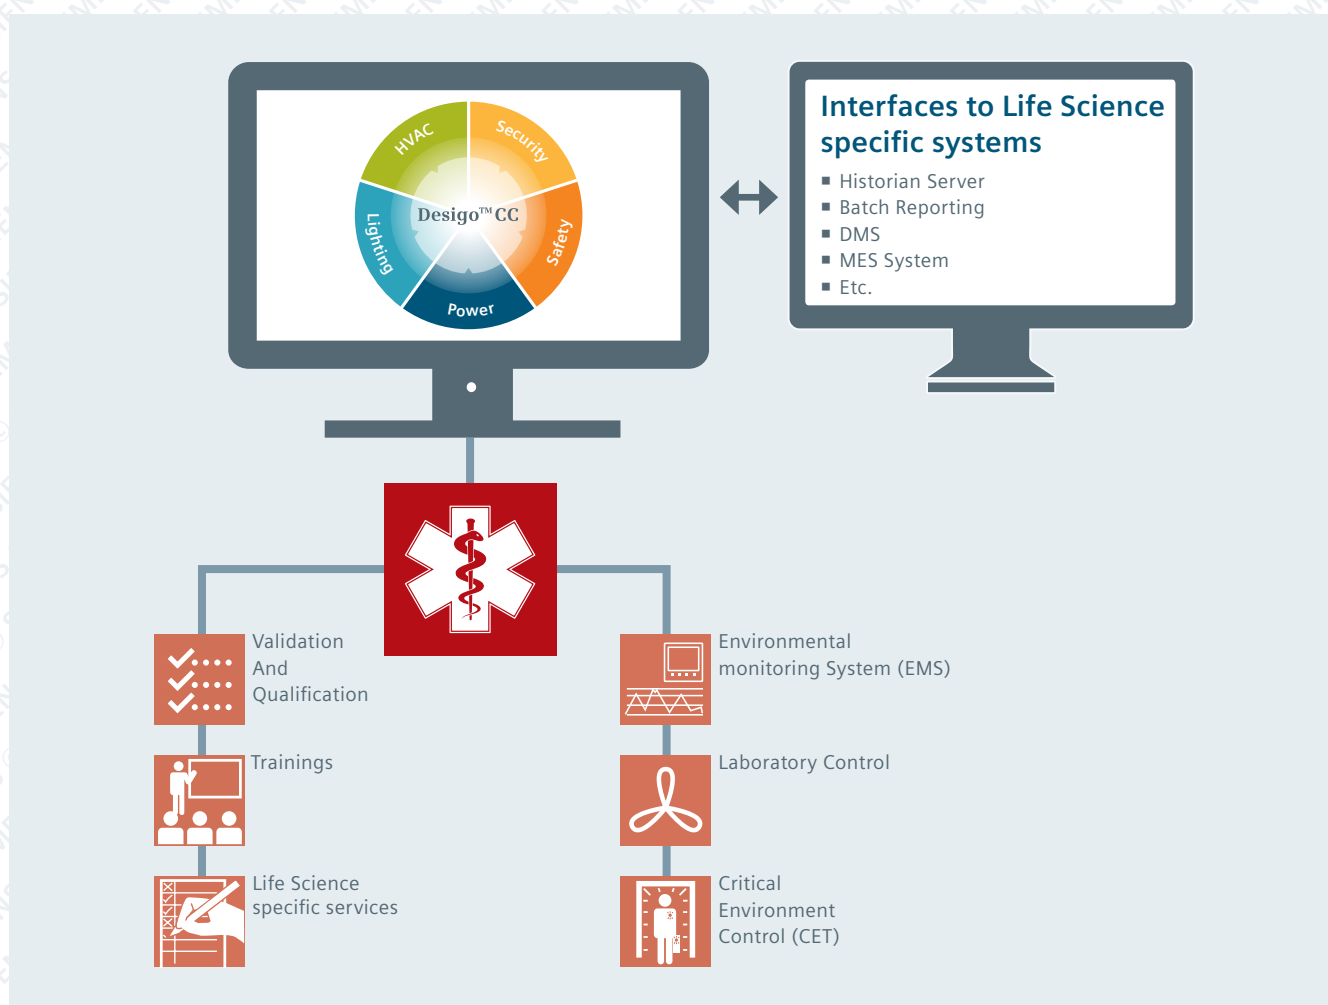 HVAC
Security
Lighting
Desigo™ CC
Safety
Power
Interfaces to Life Science
specific systems
▪ Historian Server
▪ Batch Reporting
▪ DMS
▪ MES System
▪ Etc.
Validation
And
Qualification
Trainings
Life Science
specific services
Environmental
monitoring System (EMS)
Laboratory Control
Critical
Environment
Control (CET)